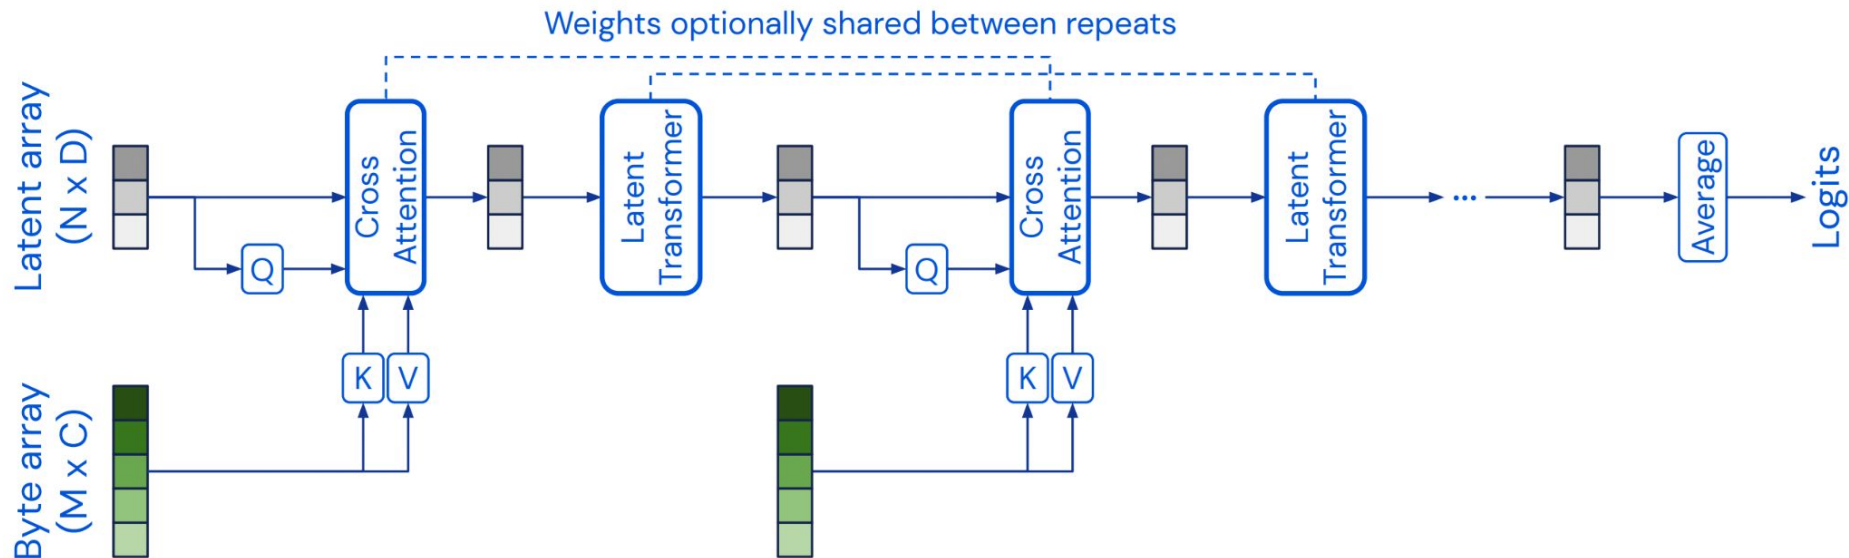 Weights optionally shared between repeats
Latent array
(N x D)
Q
Cross
Attention
Latent
Transformer
Q
Cross
Attention
Latent
Transformer
...
Average
Logits
K
V
K
V
Byte array
(M x C)